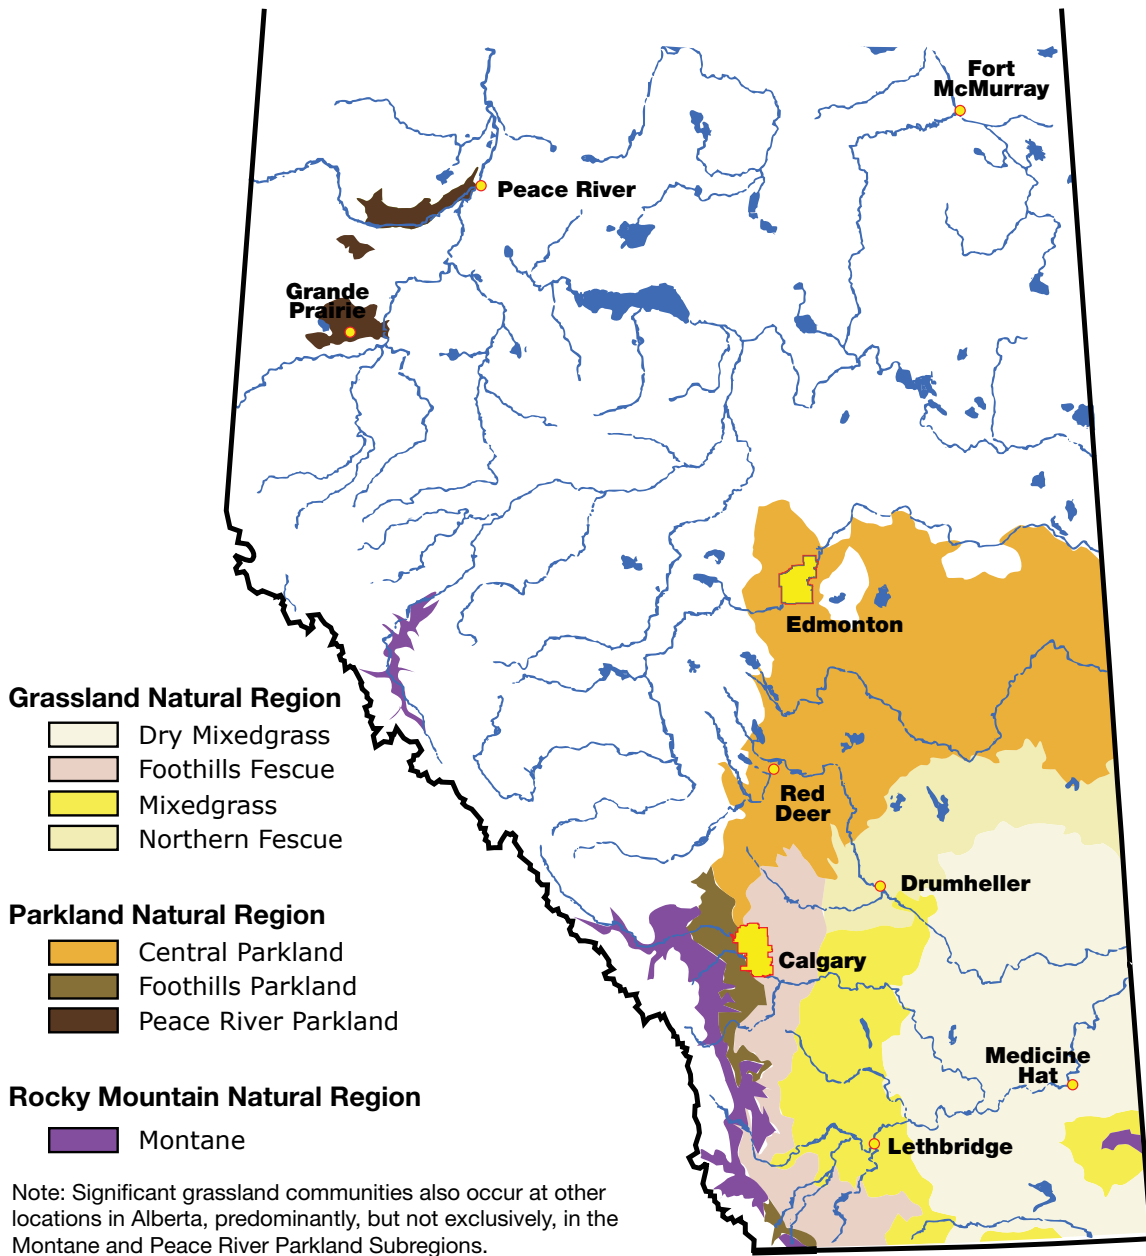 Fort
McMurray
Peace River
Grande
Prairie
Edmonton
Red
Deer
Drumheller
Calgary
Medicine
Hat
Lethbridge
Grassland Natural Region
Dry Mixedgrass
Foothills Fescue
Mixedgrass
Northern Fescue
Parkland Natural Region
Central Parkland
Foothills Parkland
Peace River Parkland
Rocky Mountain Natural Region
Montane
Note: Significant grassland communities also occur at other
locations in Alberta, predominantly, but not exclusively, in the
Montane and Peace River Parkland Subregions.